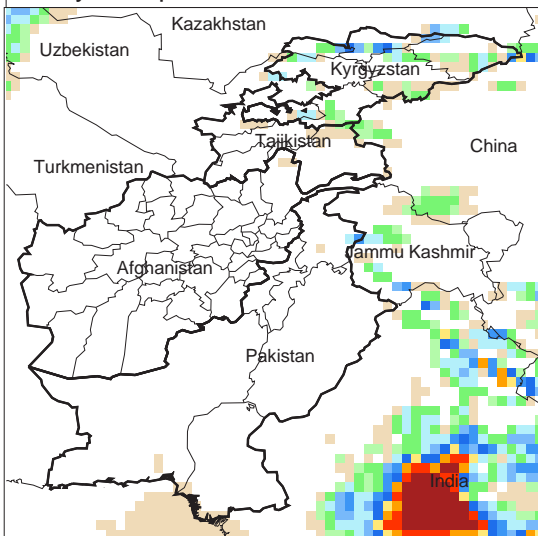 Kazakhstan
Uzbekistan
Kyrgyzstan
Tajikistan
China
Turkmenistan
Jammu Kashmir
Afghanistan
Pakistan
India